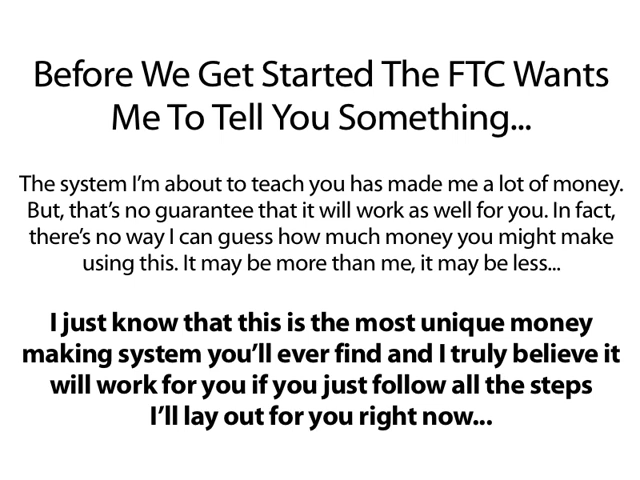 Before We Get Started The FTC Wants
Me To Tell You Something...
The system I'm about to teach you has made me a lot of money.
But, that's no guarantee that it will work as well for you. In fact,
there's no way I can guess how much money you might make
using this. It may be more than me, it may be less...
I just know that this is the most unique money
making system you'll ever find and I truly believe it
will work for you if you just follow all the steps
I'll lay out for you right now...